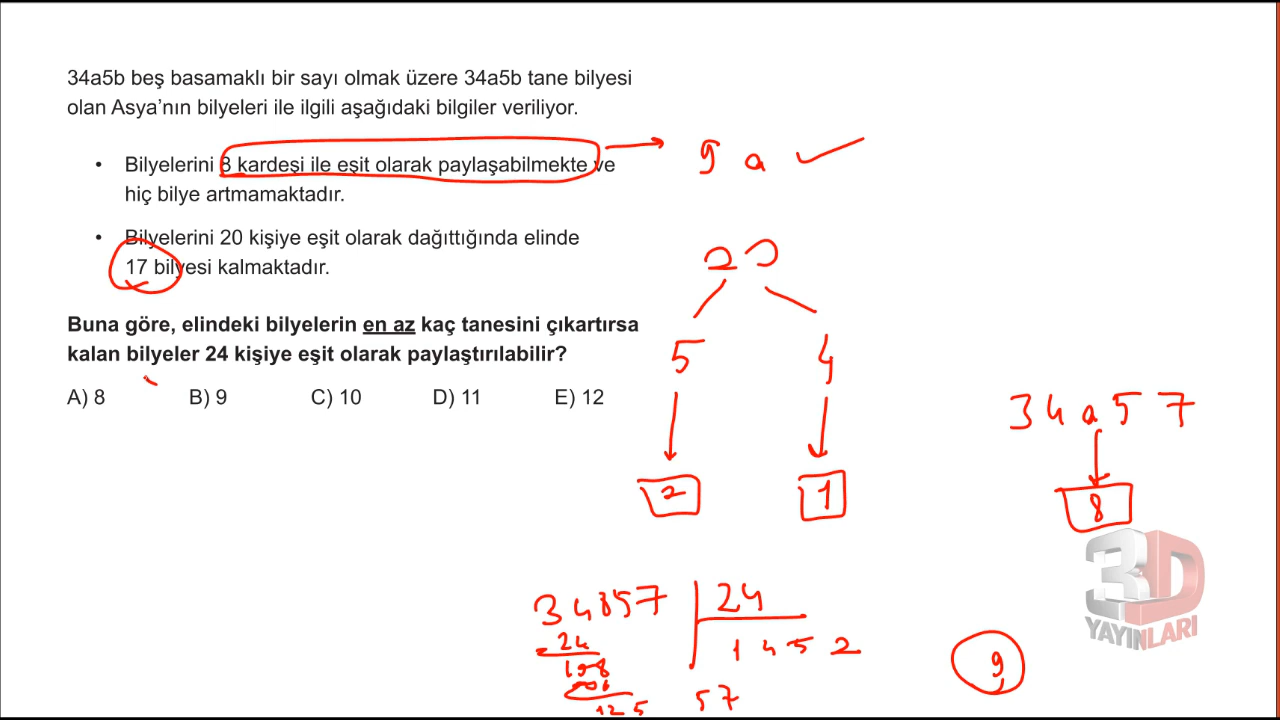 34a5b beş basamaklı bir sayı olmak üzere 34a5b tane bilyesi
olan Asya’nın bilyeleri ile ilgili aşağıdaki bilgiler veriliyor.
• Bilyelerini 8 kardeşi ile eşit olarak paylaşabilmekte ve
hiç bilye artmamaktadır.
• Bilyelerini 20 kişiye eşit olarak dağıttığında elinde
17 bilyesi kalmaktadır.
Buna göre, elindeki bilyelerin en az kaç tanesini çıkartırsa
kalan bilyeler 24 kişiye eşit olarak paylaştırılabilir?
A) 8 B) 9 C) 10 D) 11 E) 12
9 a
20
5 4
2 1
34a57
8
34857 24
24 1452
125 57
9
3D
YAYINLARI